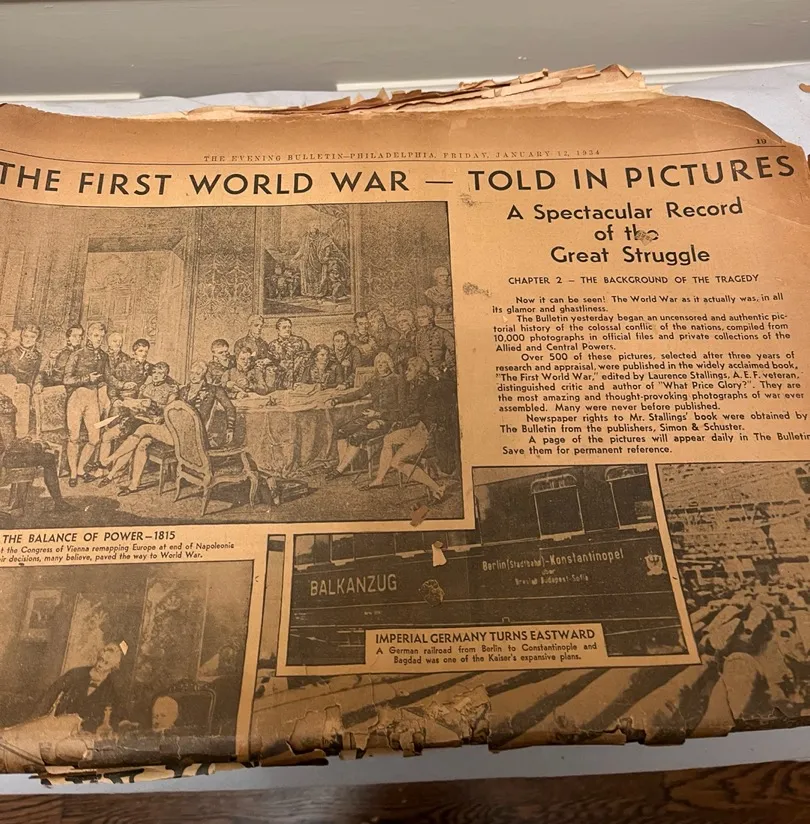 THE EVENING BULLETIN—PHILADELPHIA, FRIDAY, JANUARY 12, 1934
19
THE FIRST WORLD WAR — TOLD IN PICTURES
A Spectacular Record
of the
Great Struggle
CHAPTER 2 – THE BACKGROUND OF THE TRAGEDY
Now it can be seen! The World War as it actually was, in all
its glamor and ghastliness.
The Bulletin yesterday began an uncensored and authentic pic-
torial history of the colossal conflic of the nations, compiled from
10,000 photographs in official files and private collections of the
Allied and Central Powers.
Over 500 of these pictures, selected after three years of
research and appraisal, were published in the widely acclaimed book,
"The First World War," edited by Laurence Stallings, A.E.F. veteran,
distinguished critic and author of "What Price Glory?". They are
the most amazing and thought-provoking photographs of war ever
assembled. Many were never before published.
Newspaper rights to Mr. Stallings' book were obtained by
The Bulletin from the publishers, Simon & Schuster.
A page of the pictures will appear daily in The Bulletin
Save them for permanent reference.
THE BALANCE OF POWER—1815
t the Congress of Vienna remapping Europe at end of Napoleonic
ir decisions, many believe, paved the way to World War.
BALKANZUG
Berlin(Stadtbahn)-Konstantinopel
über
Breslau-Budapest-Sofia
IMPERIAL GERMANY TURNS EASTWARD
A German railroad from Berlin to Constantinople and
Bagdad was one of the Kaiser's expansive plans.